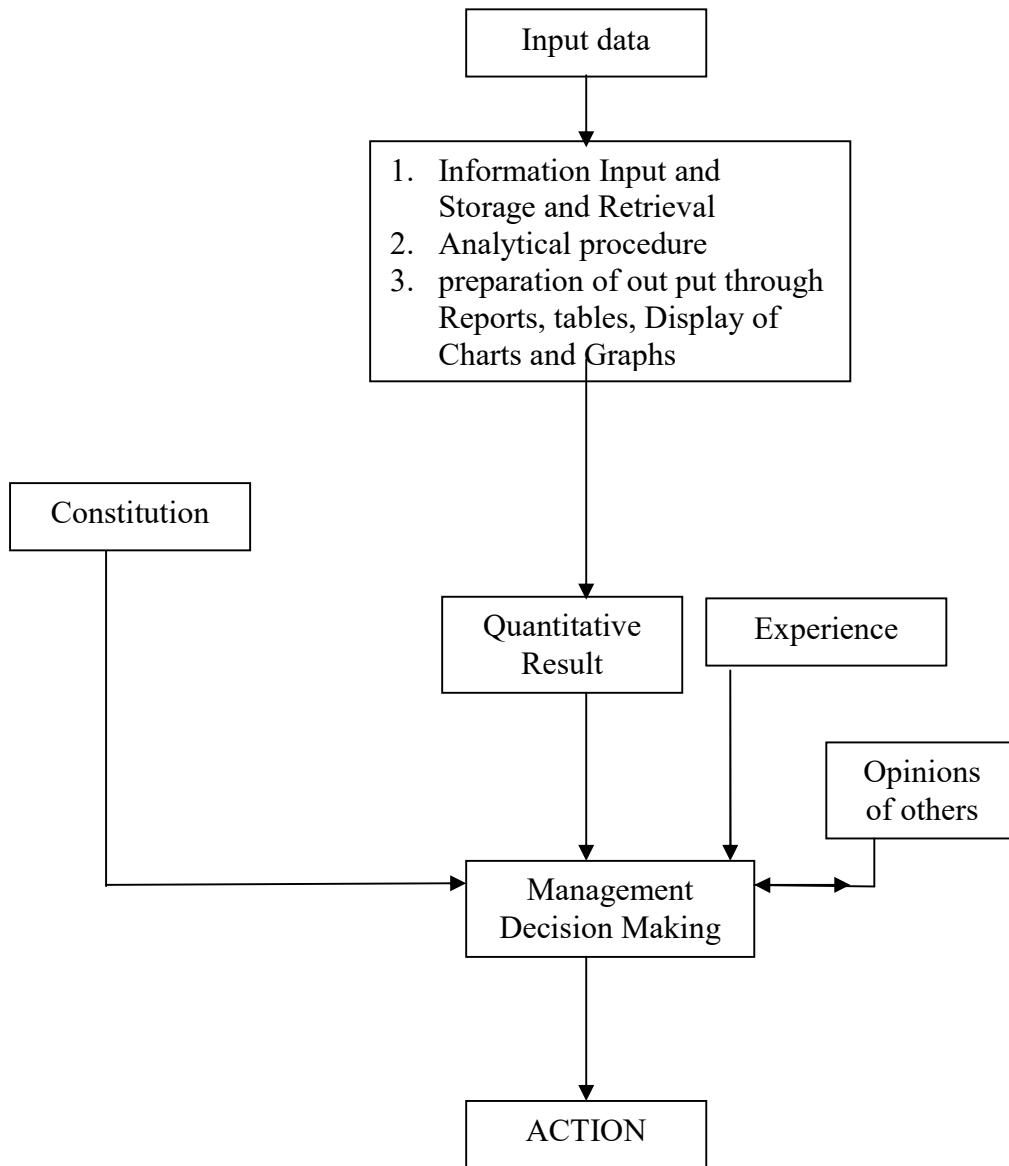 Input data
1. Information Input and
Storage and Retrieval
2. Analytical procedure
3. preparation of out put through
Reports, tables, Display of
Charts and Graphs
Constitution
Quantitative
Result
Experience
Opinions
of others
Management
Decision Making
ACTION